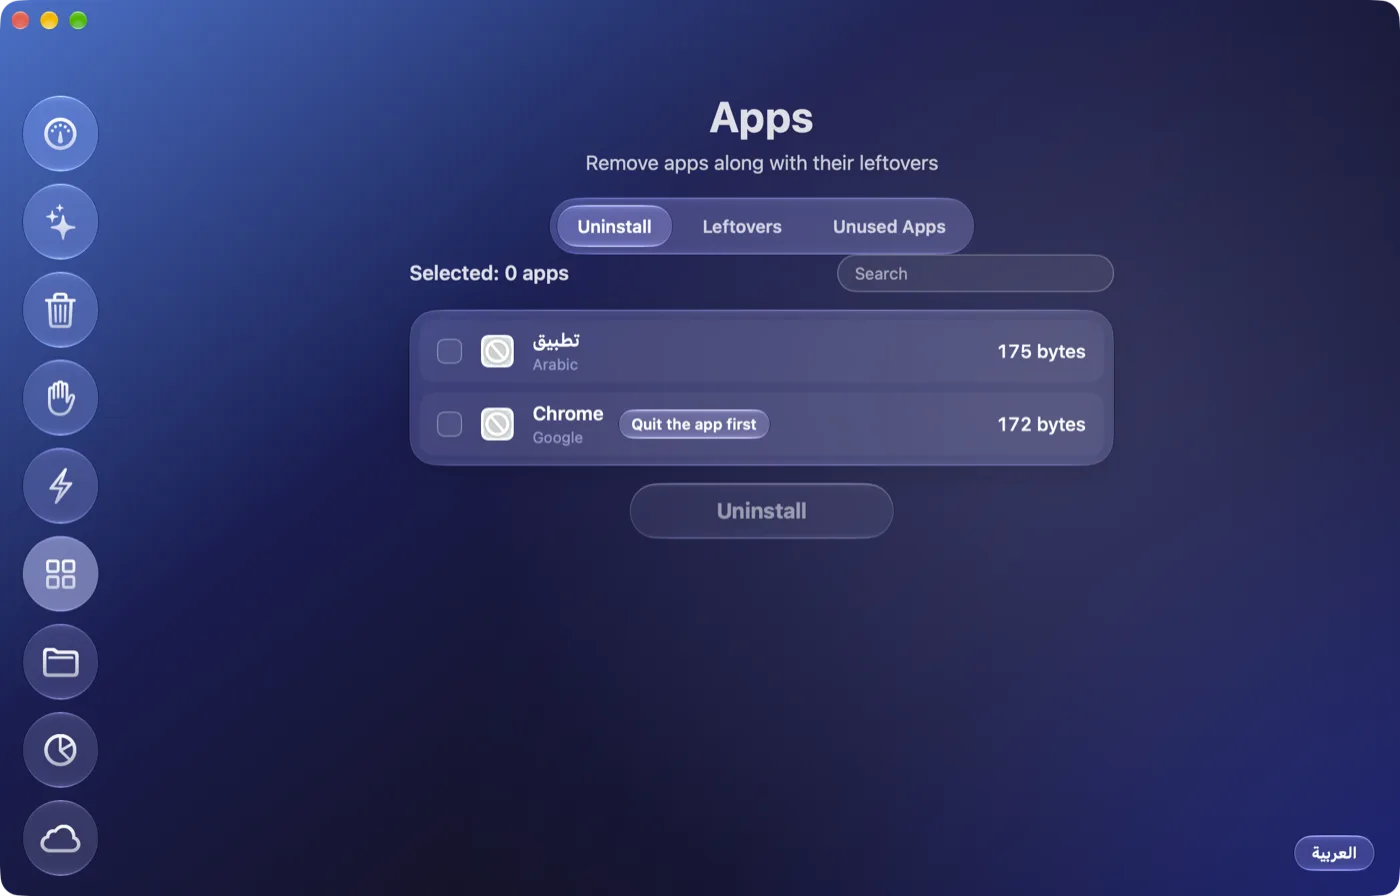 Apps
Remove apps along with their leftovers
Uninstall
Leftovers
Unused Apps
Selected: 0 apps
Search
تطبيق
Arabic
175 bytes
Chrome
Google
Quit the app first
172 bytes
Uninstall
العربية